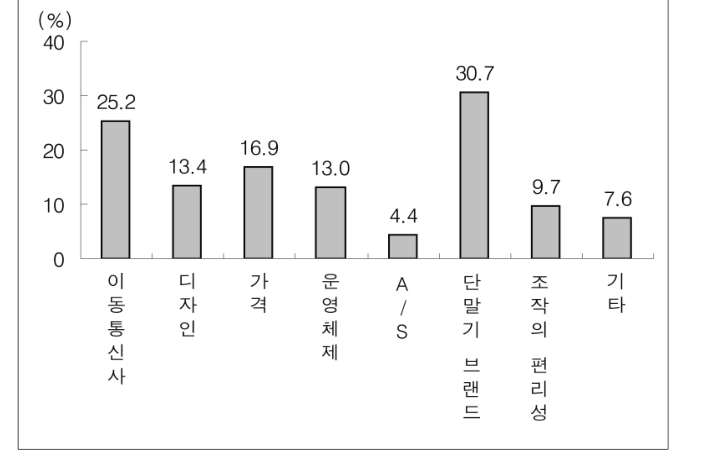 (%)
40
30
20
10
0
25.2
13.4
16.9
13.0
4.4
30.7
9.7
7.6
이동통신사
디자인
가격
운영체제
A/S
단말기 브랜드
조작의 편리성
기타